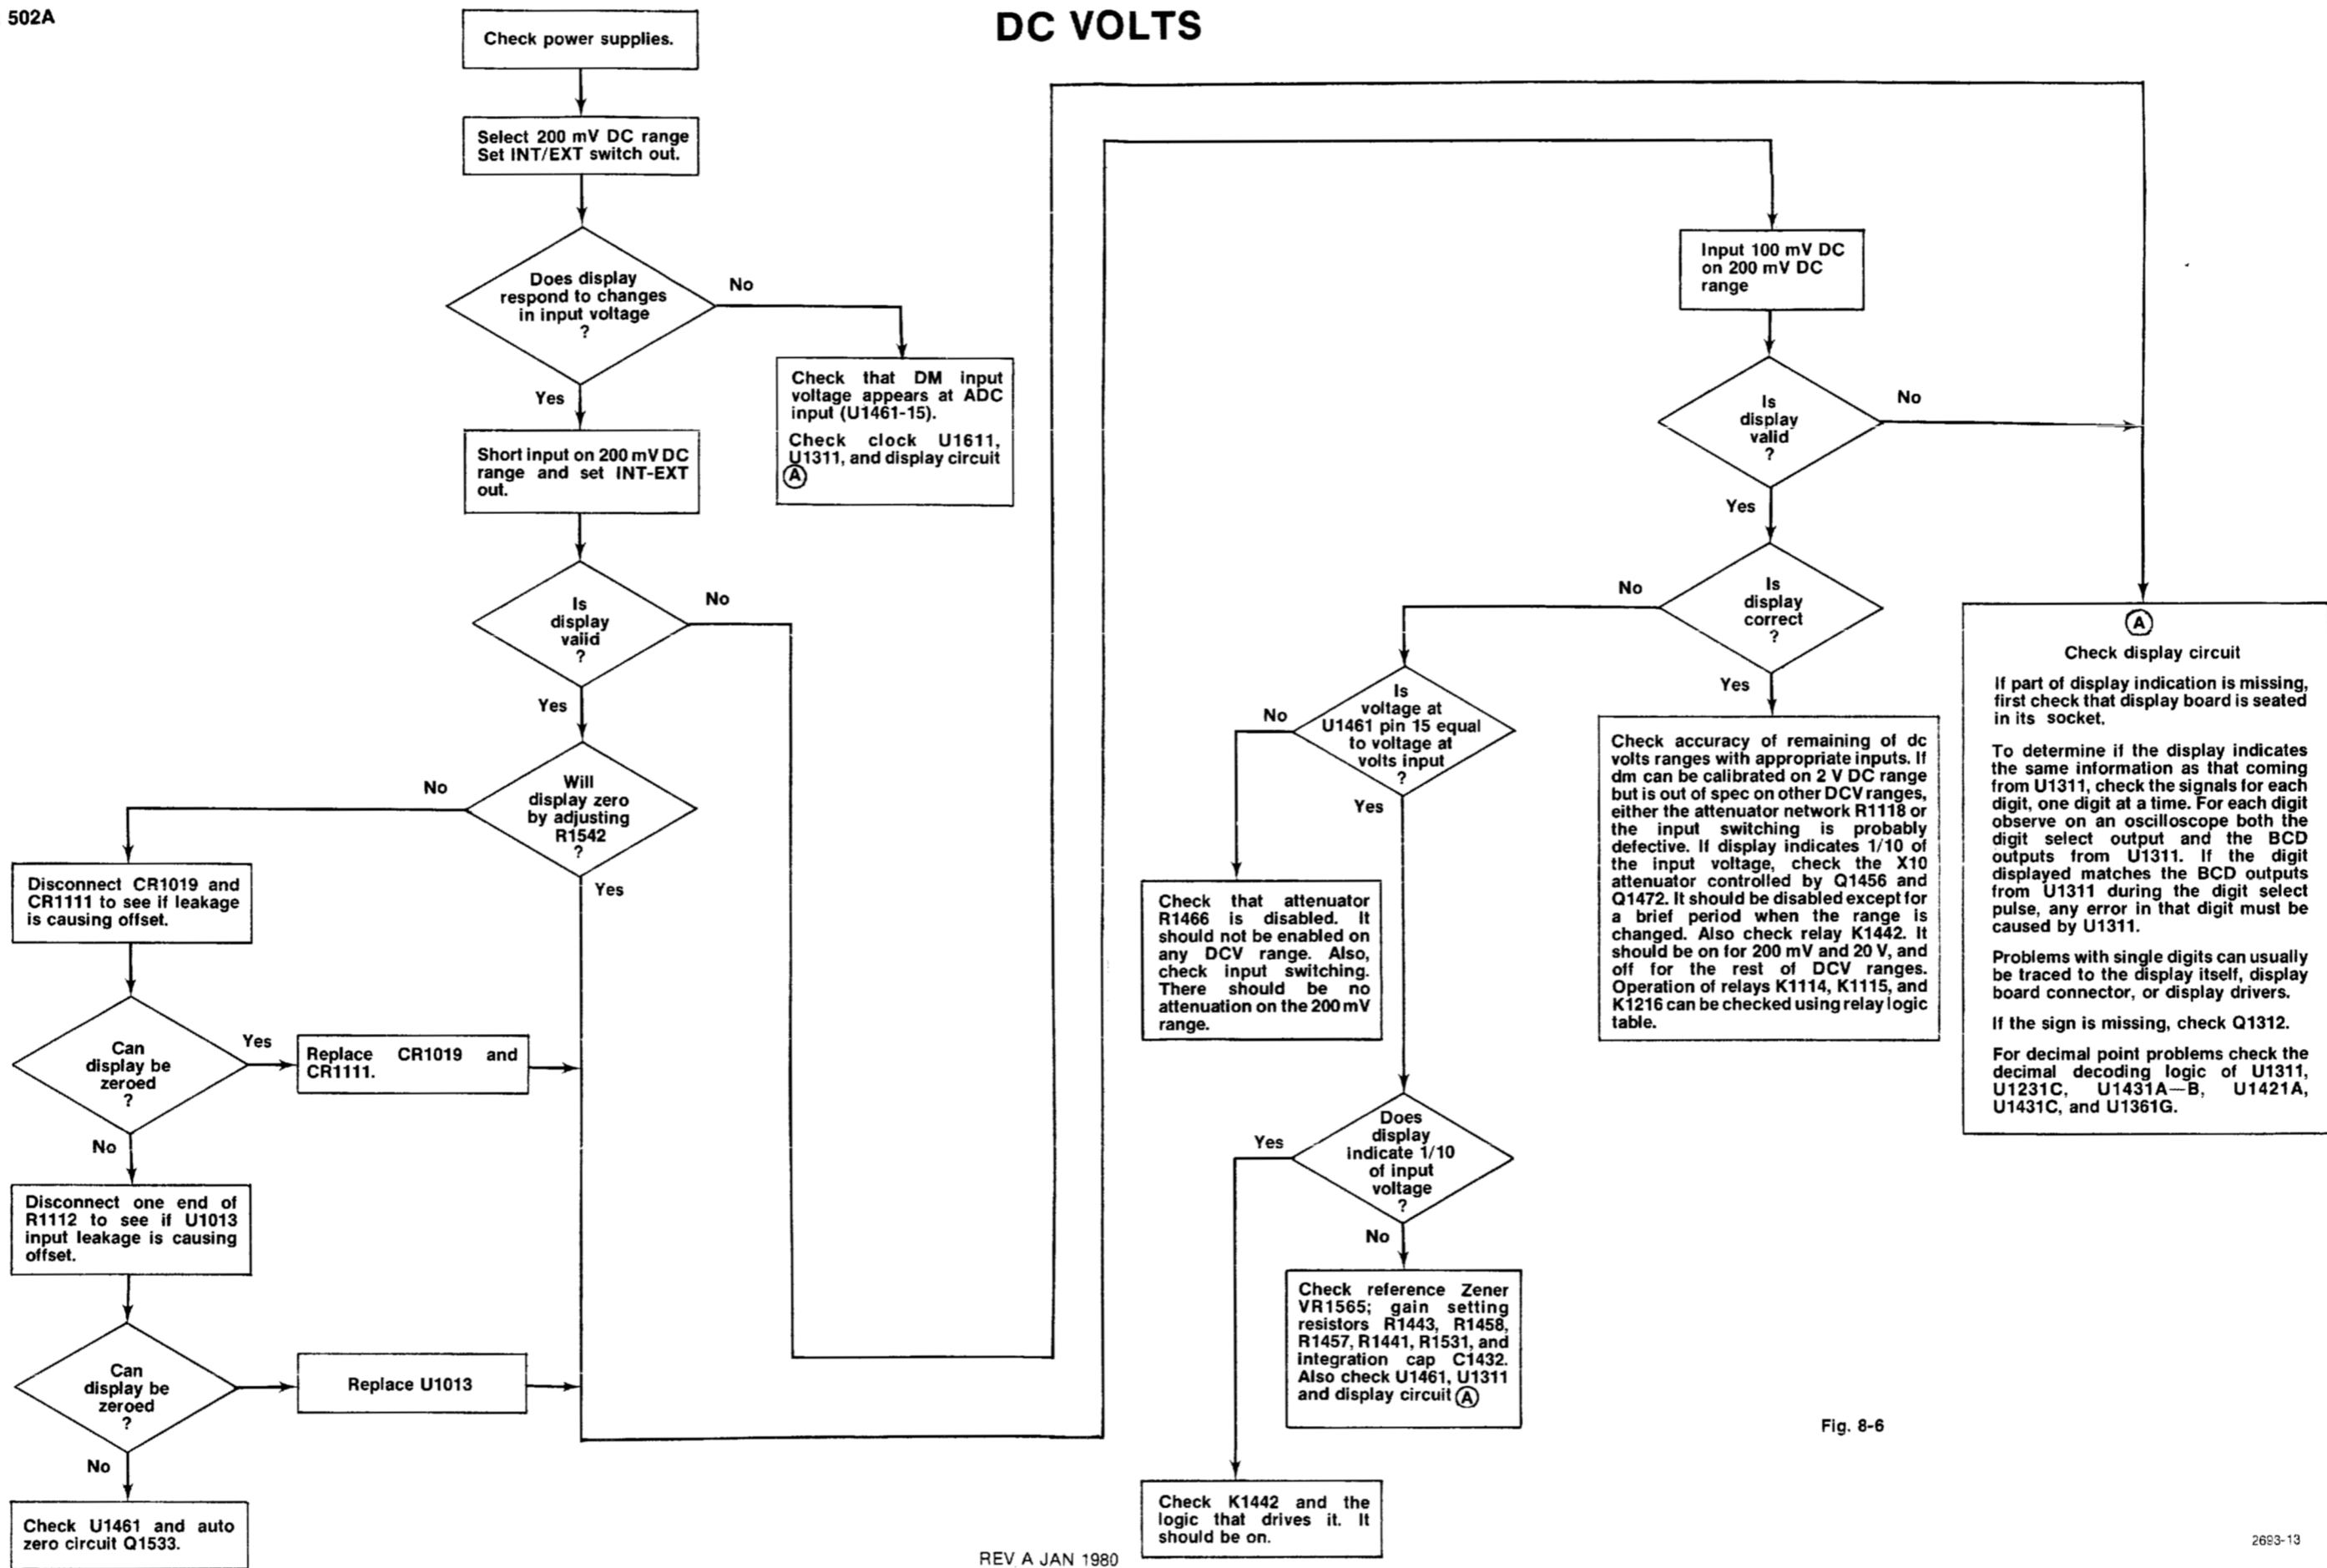 502A
DC VOLTS
Check power supplies.
Select 200 mV DC range
Set INT/EXT switch out.
Does display
respond to changes
in input voltage
?
No
Yes
Check that DM input
voltage appears at ADC
input (U1461-15).
Check clock U1611,
U1311, and display circuit
A
Short input on 200 mV DC
range and set INT-EXT
out.
Is
display
valid
?
No
Yes
Will
display zero
by adjusting
R1542
?
No
Yes
Disconnect CR1019 and
CR1111 to see if leakage
is causing offset.
Can
display be
zeroed
?
Yes
Replace CR1019 and
CR1111.
No
Disconnect one end of
R1112 to see if U1013
input leakage is causing
offset.
Can
display be
zeroed
?
Replace U1013
No
Check U1461 and auto
zero circuit Q1533.
Input 100 mV DC
on 200 mV DC
range
Is
display
valid
?
No
Yes
Is
display
correct
?
No
Yes
Is
voltage at
U1461 pin 15 equal
to voltage at
volts input
?
No
Yes
Check that attenuator
R1466 is disabled. It
should not be enabled on
any DCV range. Also,
check input switching.
There should be no
attenuation on the 200 mV
range.
Does
display
indicate 1/10
of input
voltage
?
Yes
No
Check reference Zener
VR1565; gain setting
resistors R1443, R1458,
R1457, R1441, R1531, and
integration cap C1432.
Also check U1461, U1311
and display circuit A
Check K1442 and the
logic that drives it. It
should be on.
Check accuracy of remaining of dc
volts ranges with appropriate inputs. If
dm can be calibrated on 2 V DC range
but is out of spec on other DCV ranges,
either the attenuator network R1118 or
the input switching is probably
defective. If display indicates 1/10 of
the input voltage, check the X10
attenuator controlled by Q1456 and
Q1472. It should be disabled except for
a brief period when the range is
changed. Also check relay K1442. It
should be on for 200 mV and 20 V, and
off for the rest of DCV ranges.
Operation of relays K1114, K1115, and
K1216 can be checked using relay logic
table.
A
Check display circuit
If part of display indication is missing,
first check that display board is seated
in its socket.
To determine if the display indicates
the same information as that coming
from U1311, check the signals for each
digit, one digit at a time. For each digit
observe on an oscilloscope both the
digit select output and the BCD
outputs from U1311. If the digit
displayed matches the BCD outputs
from U1311 during the digit select
pulse, any error in that digit must be
caused by U1311.
Problems with single digits can usually
be traced to the display itself, display
board connector, or display drivers.
If the sign is missing, check Q1312.
For decimal point problems check the
decimal decoding logic of U1311,
U1231C, U1431A—B, U1421A,
U1431C, and U1361G.
Fig. 8-6
2693-13
REV A JAN 1980